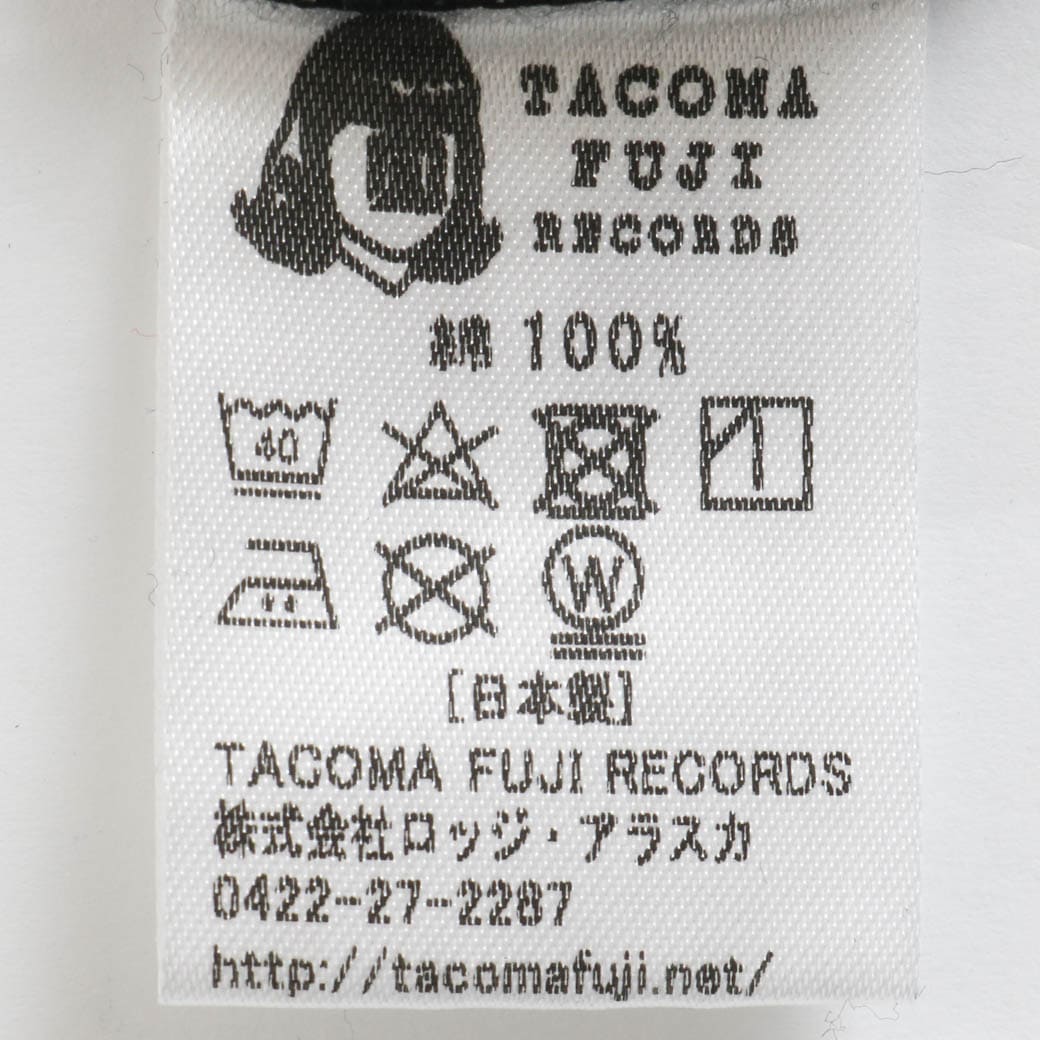 TACOMA
FUJI
RECORDS
綿 100%
40
W
[日本製]
TACOMA FUJI RECORDS
株式会社ロッジ・アラスカ
0422-27-2287
http://tacomafuji.net/